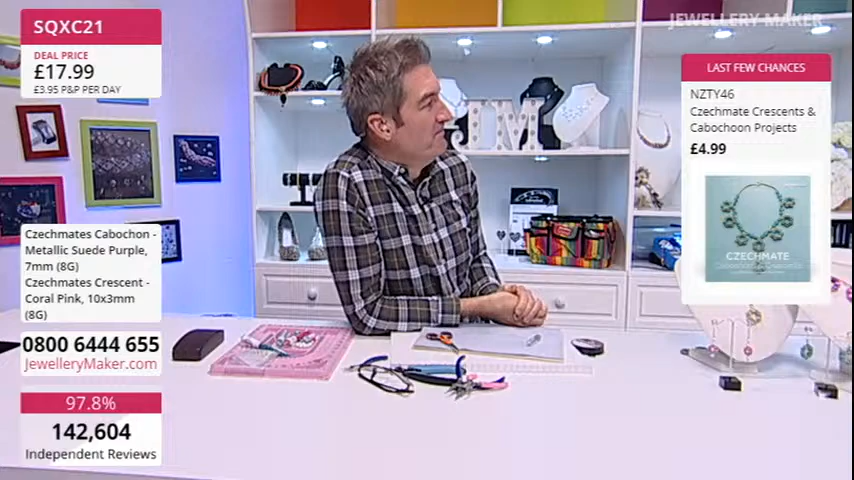 SQXC21
DEAL PRICE
£17.99
£3.95 P&P PER DAY
JEWELLERY MAKER
LAST FEW CHANCES
NZTY46
Czechmate Crescents &
Cabochoon Projects
£4.99
CZECHMATE
JM
Czechmates Cabochon -
Metallic Suede Purple,
7mm (8G)
Czechmates Crescent -
Coral Pink, 10x3mm
(8G)
0800 6444 655
JewelleryMaker.com
97.8%
142,604
Independent Reviews